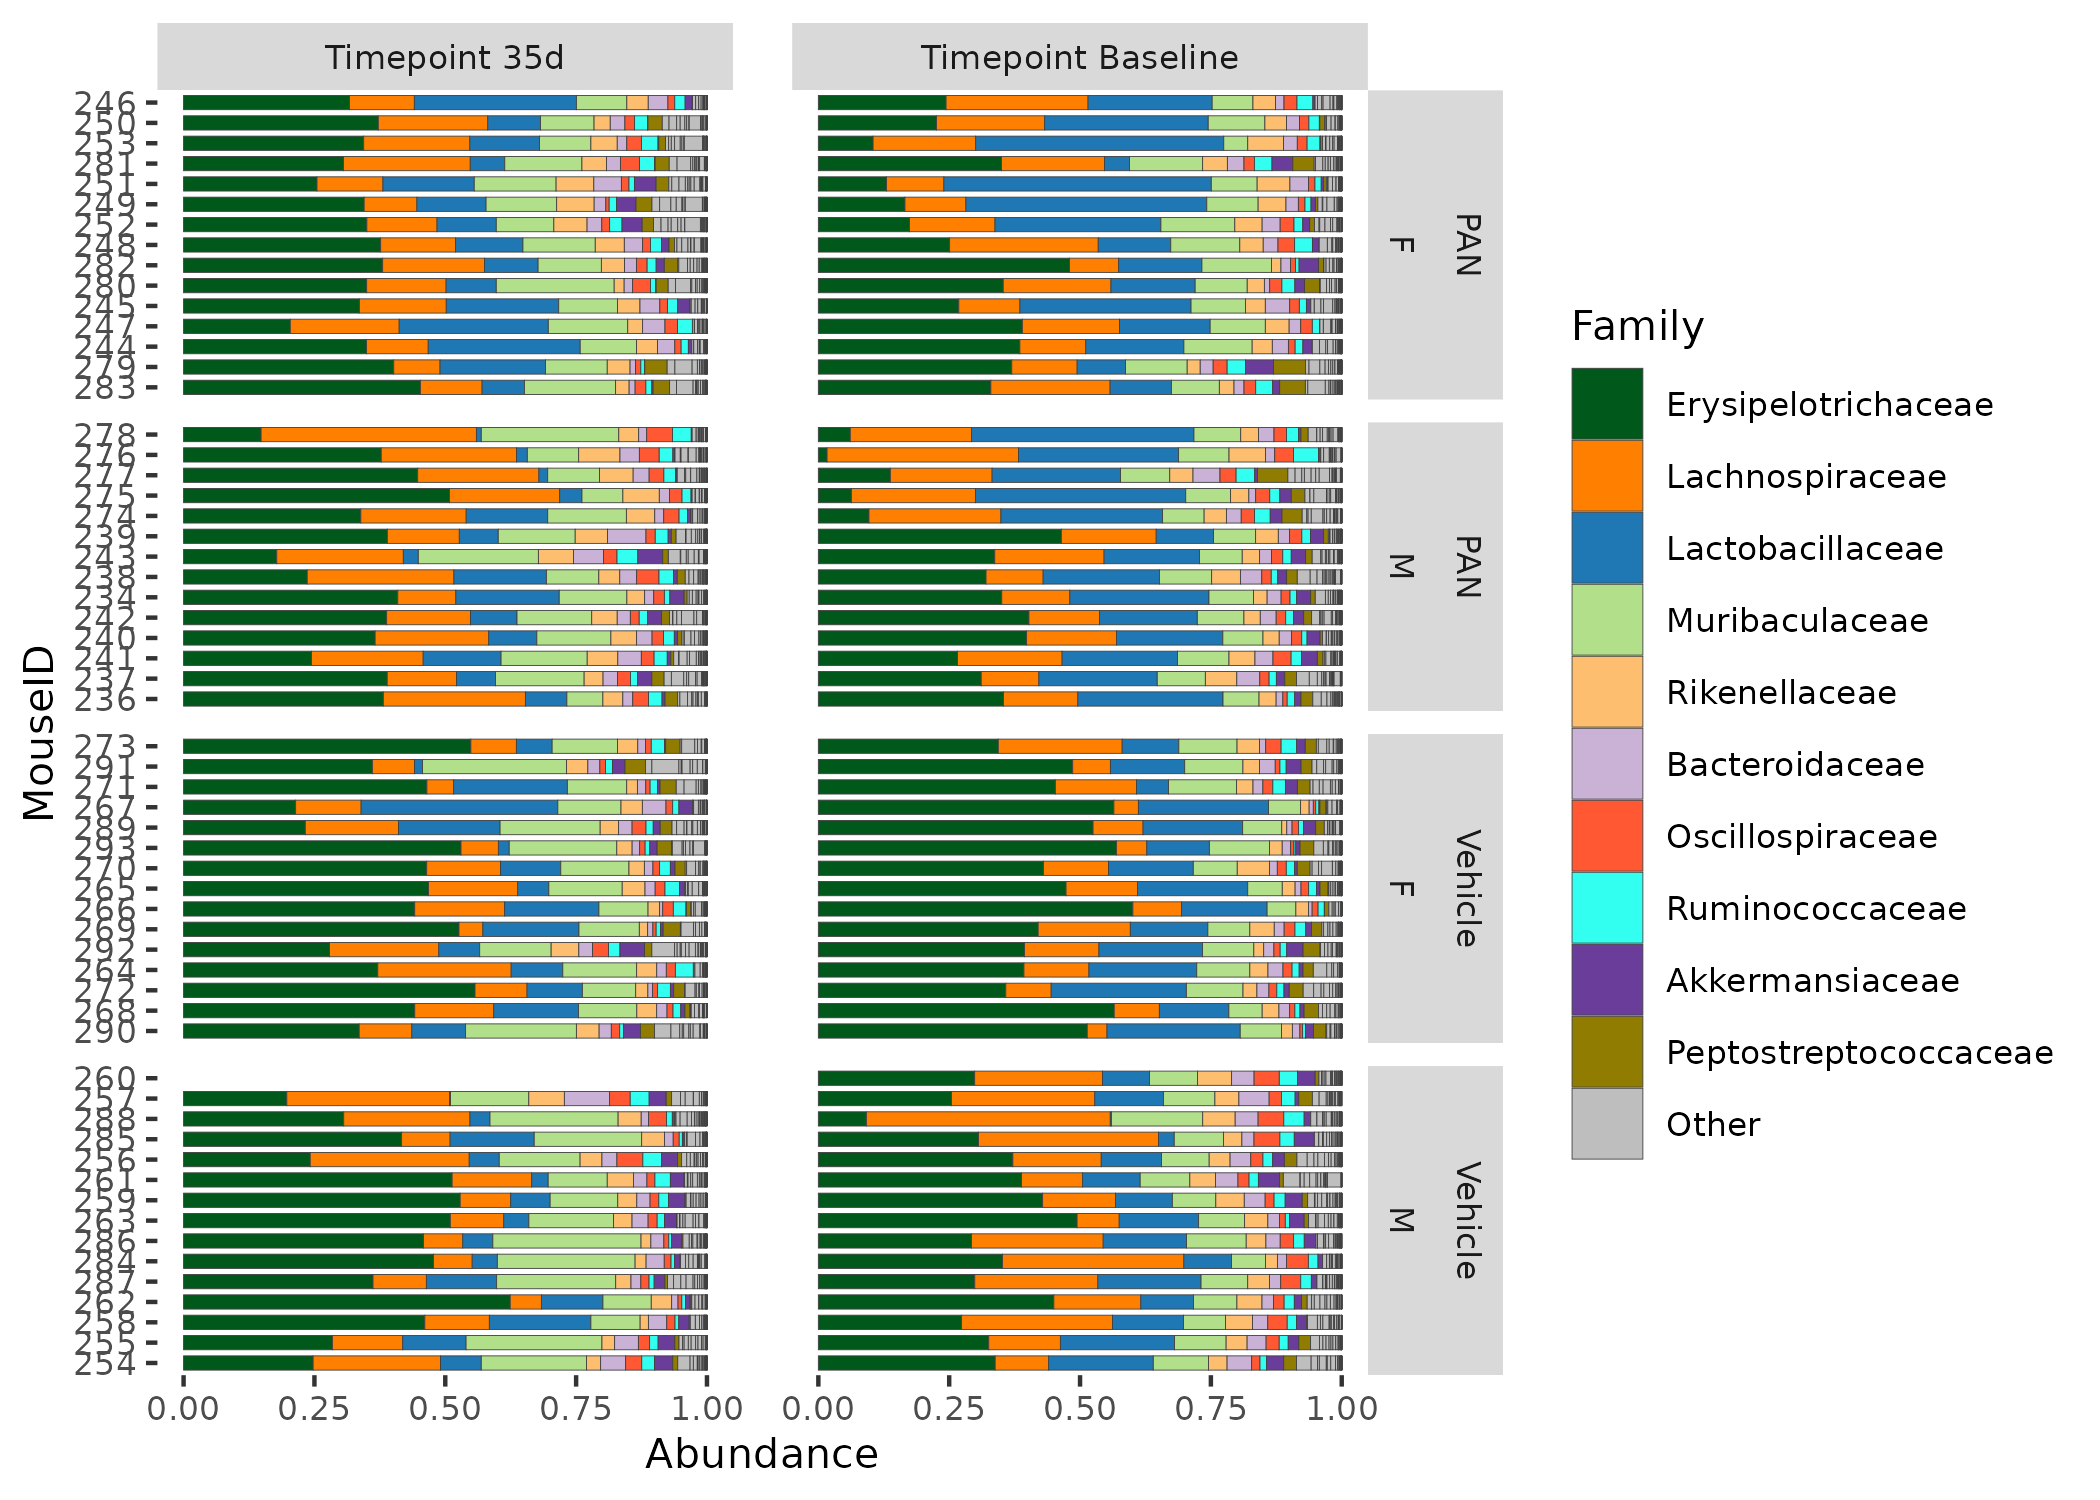 Timepoint 35d
Timepoint Baseline
246
250
253
281
251
249
252
248
282
280
245
247
244
279
283
PAN
F
278
276
277
275
274
239
243
238
234
242
240
241
237
236
PAN
M
273
291
271
267
289
293
270
265
266
269
292
264
272
268
290
Vehicle
F
260
257
288
285
256
261
259
263
286
284
287
262
258
255
254
Vehicle
M
MouseID
0.00 0.25 0.50 0.75 1.00
0.00 0.25 0.50 0.75 1.00
Abundance
Family
Erysipelotrichaceae
Lachnospiraceae
Lactobacillaceae
Muribaculaceae
Rikenellaceae
Bacteroidaceae
Oscillospiraceae
Ruminococcaceae
Akkermansiaceae
Peptostreptococcaceae
Other